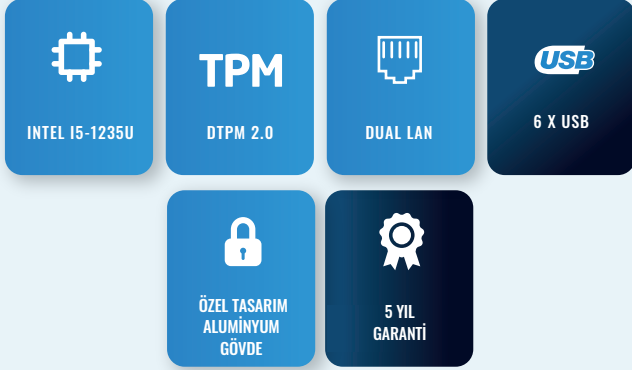 INTEL I5-1235U
TPM
DTPM 2.0
DUAL LAN
USB
6 X USB
ÖZEL TASARIM
ALUMİNYUM
GÖVDE
5 YIL
GARANTİ